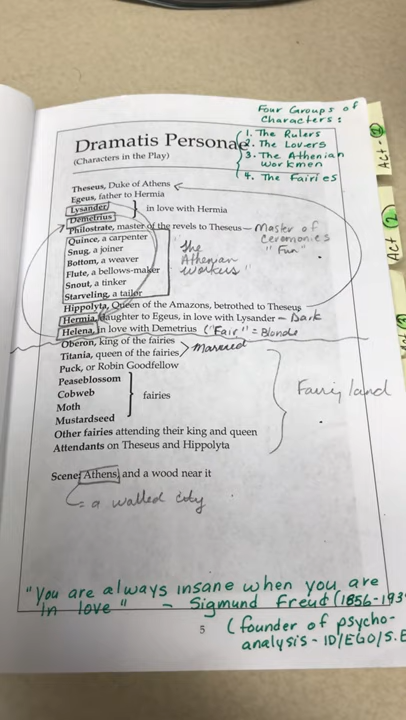 Four Groups of
Characters:
1. The Rulers
2. The Lovers
3. The Athenian
Workmen
4. The Fairies
Dramatis Personae
(Characters in the Play)
Theseus, Duke of Athens
Egeus, father to Hermia
Lysander
Demetrius
in love with Hermia
Philostrate, master of the revels to Theseus – Master of
Ceremonies
"Fun"
Quince, a carpenter
Snug, a joiner
Bottom, a weaver
Flute, a bellows-maker
Snout, a tinker
Starveling, a tailor
"The
Athenian
Workers"
Hippolyta, Queen of the Amazons, betrothed to Theseus
Hermia, daughter to Egeus, in love with Lysander – Dark
Helena, in love with Demetrius ("Fair" = Blonde
Oberon, king of the fairies
Titania, queen of the fairies
Married
Puck, or Robin Goodfellow
Peaseblossom
Cobweb
Moth
Mustardseed
fairies
Other fairies attending their king and queen
Attendants on Theseus and Hippolyta
Fairy land
Scene: Athens, and a wood near it
= a walled city
"You are always insane when you are
in love" – Sigmund Freud (1856-193
(founder of psycho-
analysis - ID/EGO/S.E
5
Act
Act 2